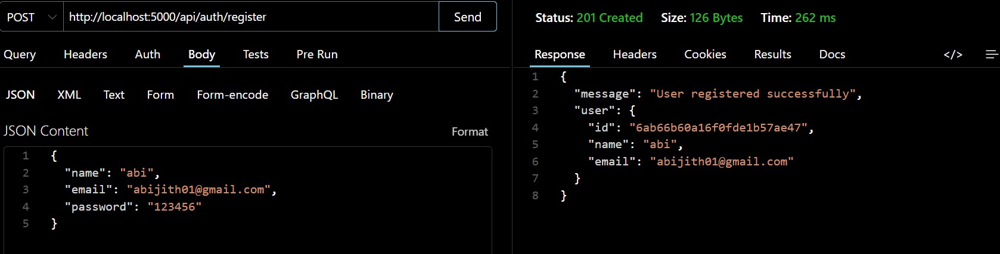 POST http://localhost:5000/api/auth/register Send
Query Headers Auth Body Tests Pre Run
JSON XML Text Form Form-encode GraphQL Binary
JSON Content Format
1 {
2 "name": "abi",
3 "email": "abijith01@gmail.com",
4 "password": "123456"
5 }
Status: 201 Created Size: 126 Bytes Time: 262 ms
Response Headers Cookies Results Docs </>
1 {
2 "message": "User registered successfully",
3 "user": {
4 "id": "6ab66b60a16f0fde1b57ae47",
5 "name": "abi",
6 "email": "abijith01@gmail.com"
7 }
8 }